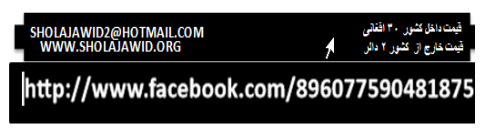 SHOLAJAWID2@HOTMAIL.COM
WWW.SHOLAJAWID.ORG
قیمت داخل کشور ۳۰ افغانی
قیمت خارج از کشور ۲ دالر
http://www.facebook.com/896077590481875